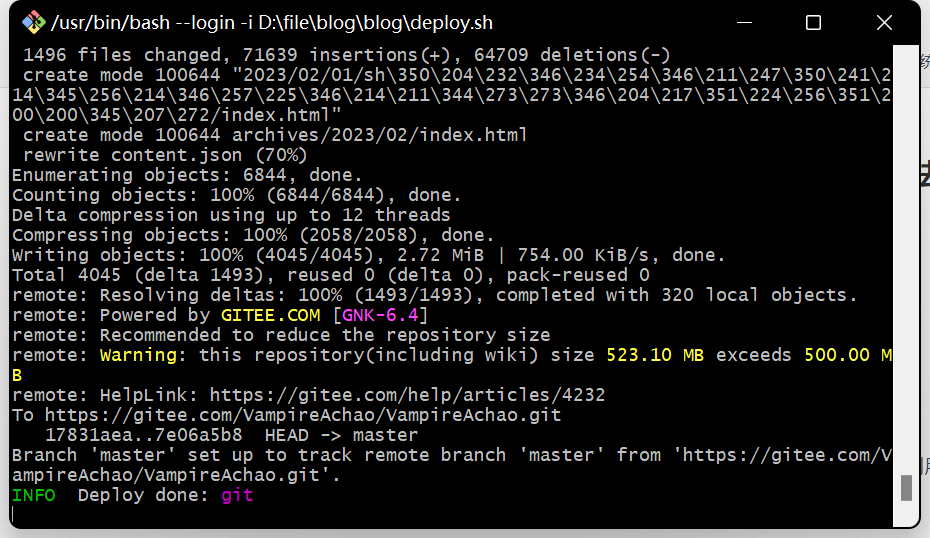 /usr/bin/bash --login -i D:\file\blog\blog\deploy.sh
1496 files changed, 71639 insertions(+), 64709 deletions(-)
create mode 100644 "2023/02/01/sh\350\204\232\346\234\254\346\211\247\350\241\2
14\345\256\214\346\257\225\346\214\211\344\273\273\346\204\217\351\224\256\351\2
00\200\345\207\272/index.html"
create mode 100644 archives/2023/02/index.html
rewrite content.json (70%)
Enumerating objects: 6844, done.
Counting objects: 100% (6844/6844), done.
Delta compression using up to 12 threads
Compressing objects: 100% (2058/2058), done.
Writing objects: 100% (4045/4045), 2.72 MiB | 754.00 KiB/s, done.
Total 4045 (delta 1493), reused 0 (delta 0), pack-reused 0
remote: Resolving deltas: 100% (1493/1493), completed with 320 local objects.
remote: Powered by GITEE.COM [GNK-6.4]
remote: Recommended to reduce the repository size
remote: Warning: this repository(including wiki) size 523.10 MB exceeds 500.00 M
B
remote: HelpLink: https://gitee.com/help/articles/4232
To https://gitee.com/VampireAchao/VampireAchao.git
17831aea..7e06a5b8  HEAD -> master
Branch 'master' set up to track remote branch 'master' from 'https://gitee.com/V
ampireAchao/VampireAchao.git'.
INFO  Deploy done: git